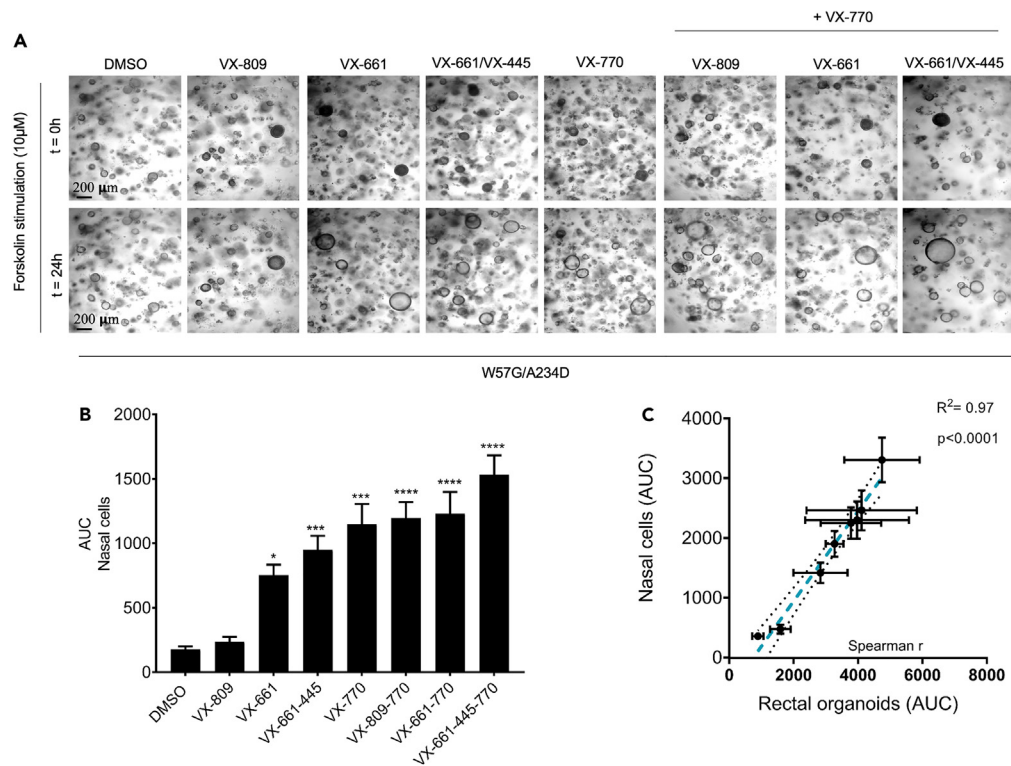 + VX-770
A
DMSO
VX-809
VX-661
VX-661/VX-445
VX-770
VX-809
VX-661
VX-661/VX-445
Forskolin stimulation (10µM)
t = 0h
200 µm
t = 24h
200 µm
W57G/A234D
B
AUC
Nasal cells
2000
1500
1000
500
0
*
***
***
****
****
****
DMSO
VX-809
VX-661
VX-661-445
VX-770
VX-809-770
VX-661-770
VX-661-445-770
C
R²= 0.97
p<0.0001
Nasal cells (AUC)
4000
3000
2000
1000
0
Spearman r
0
2000
4000
6000
8000
Rectal organoids (AUC)